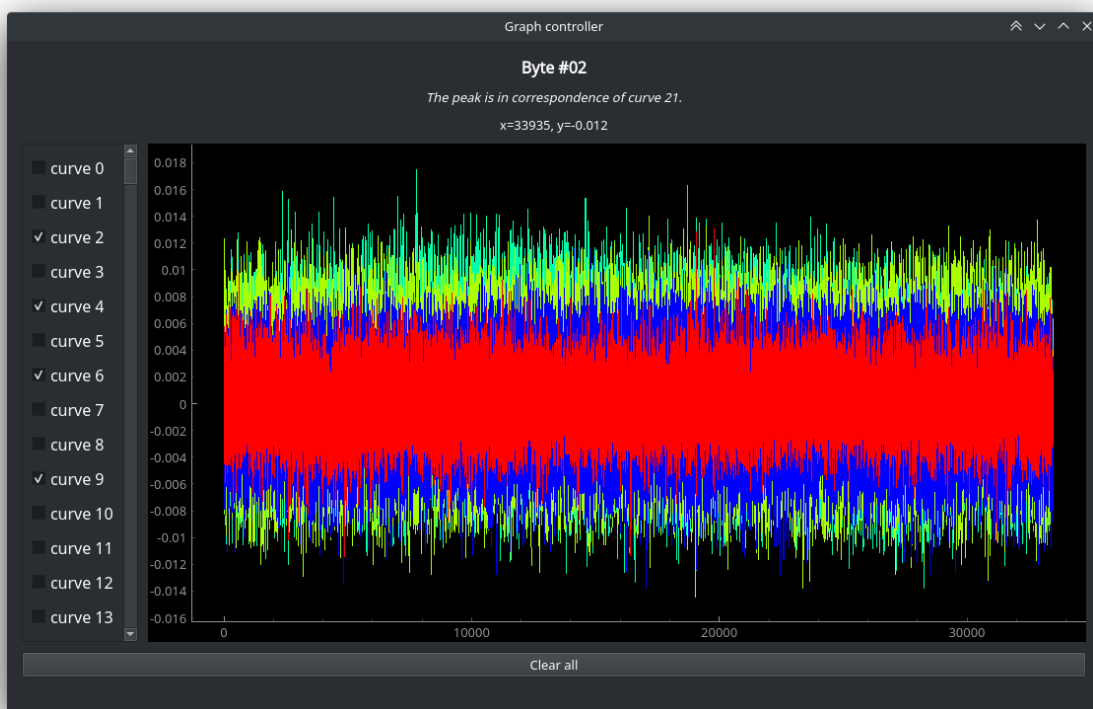 Graph controller
Byte #02
The peak is in correspondence of curve 21.
x=33935, y=-0.012
curve 0
curve 1
curve 2
curve 3
curve 4
curve 5
curve 6
curve 7
curve 8
curve 9
curve 10
curve 11
curve 12
curve 13
0.018
0.016
0.014
0.012
0.01
0.008
0.006
0.004
0.002
0
-0.002
-0.004
-0.006
-0.008
-0.01
-0.012
-0.014
-0.016
0 10000 20000 30000
Clear all